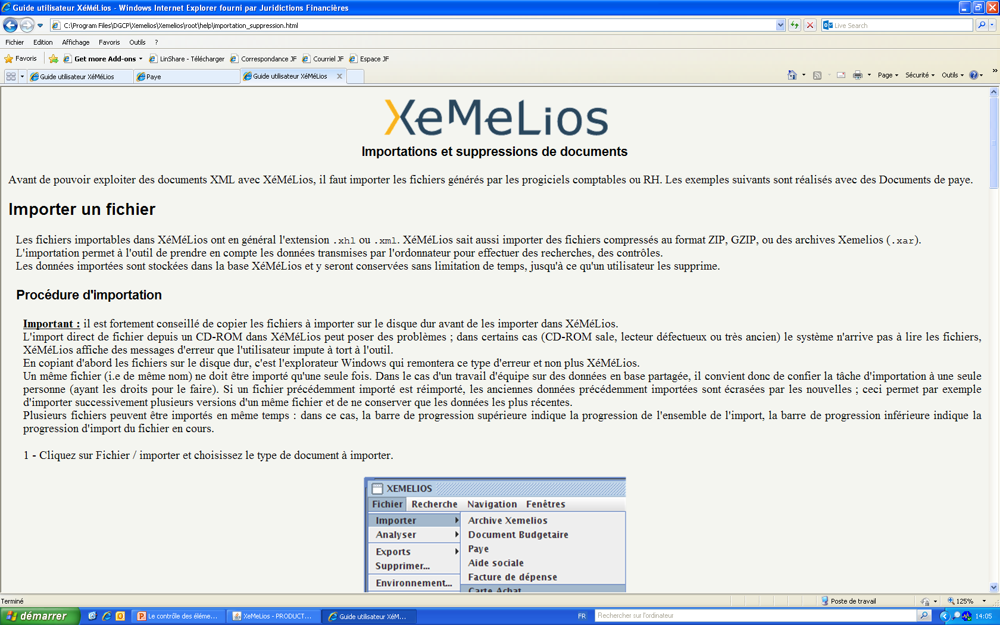 Guide utilisateur XéMéLios - Windows Internet Explorer fourni par Juridictions Financières
C:\Program Files\DGCP\Xemelios\Xemelios\root\help\importation_suppression.html
Live Search
Fichier Edition Affichage Favoris Outils ?
Favoris Get more Add-ons LinShare - Télécharger Correspondance JF Courriel JF Espace JF
Guide utilisateur XéMéLios Paye Guide utilisateur XéMéLios Page Sécurité Outils »
XeMeLios
Importations et suppressions de documents
Avant de pouvoir exploiter des documents XML avec XéMéLios, il faut importer les fichiers générés par les progiciels comptables ou RH. Les exemples suivants sont réalisés avec des Documents de paye.
Importer un fichier
Les fichiers importables dans XéMéLios ont en général l'extension .xhl ou .xml. XéMéLios sait aussi importer des fichiers compressés au format ZIP, GZIP, ou des archives Xemelios (.xar).
L'importation permet à l'outil de prendre en compte les données transmises par l'ordonnateur pour effectuer des recherches, des contrôles.
Les données importées sont stockées dans la base XéMéLios et y seront conservées sans limitation de temps, jusqu'à ce qu'un utilisateur les supprime.
Procédure d'importation
Important : il est fortement conseillé de copier les fichiers à importer sur le disque dur avant de les importer dans XéMéLios.
L'import direct de fichier depuis un CD-ROM dans XéMéLios peut poser des problèmes ; dans certains cas (CD-ROM sale, lecteur défectueux ou très ancien) le système n'arrive pas à lire les fichiers,
XéMéLios affiche des messages d'erreur que l'utilisateur impute à tort à l'outil.
En copiant d'abord les fichiers sur le disque dur, c'est l'explorateur Windows qui remontera ce type d'erreur et non plus XéMéLios.
Un même fichier (i.e de même nom) ne doit être importé qu'une seule fois. Dans le cas d'un travail d'équipe sur des données en base partagée, il convient donc de confier la tâche d'importation à une seule
personne (ayant les droits pour le faire). Si un fichier précédemment importé est réimporté, les anciennes données précédemment importées sont écrasées par les nouvelles ; ceci permet par exemple
d'importer successivement plusieurs versions d'un même fichier et de ne conserver que les données les plus récentes.
Plusieurs fichiers peuvent être importés en même temps : dans ce cas, la barre de progression supérieure indique la progression de l'ensemble de l'import, la barre de progression inférieure indique la
progression d'import du fichier en cours.
1 - Cliquez sur Fichier / importer et choisissez le type de document à importer.
XEMELIOS
Fichier Recherche Navigation Fenêtres
Importer Archive Xemelios
Analyser Document Budgetaire
Paye
Exports
Aide sociale
Supprimer...
Facture de dépense
Environnement...
Carte Achat
Terminé Poste de travail 125%
démarrer Le contrôle des éléme... XeMeLios - PRODUCT... Guide utilisateur XéM... FR Rechercher sur l'ordinateur 14:05